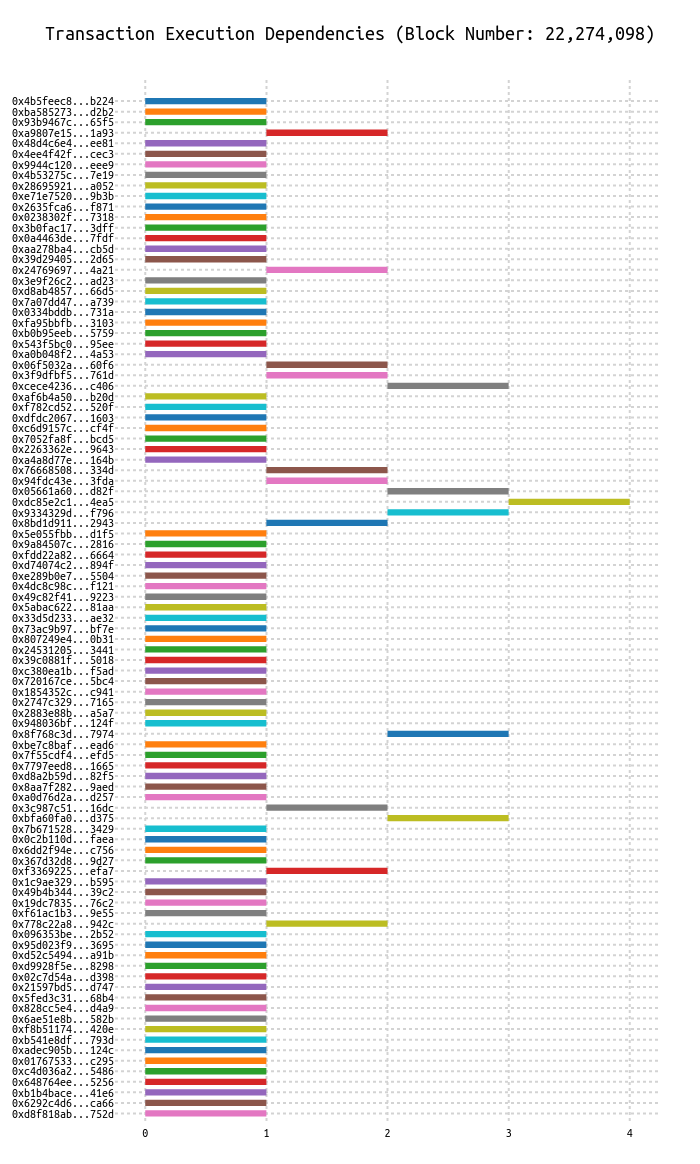 Transaction Execution Dependencies (Block Number: 22,274,098)
0x4b5feec8...b224
0xba585273...d2b2
0x93b9467c...65f5
0xa9807e15...1a93
0x48d4c6e4...ee81
0x4ee4f42f...cec3
0x9944c120...eee9
0x4b53275c...7e19
0x28695921...a052
0xe71e7520...9b3b
0x2635fca6...f871
0x0238302f...7318
0x3b0fac17...3dff
0x0a4463de...7fdf
0xaa278ba4...cb5d
0x39d29405...2d65
0x24769697...4a21
0x3e9f26c2...ad23
0xd8ab4857...66d5
0x7a07dd47...a739
0x0334bddb...731a
0xfa95bbfb...3103
0xb0b95eeb...5759
0x543f5bc0...95ee
0xa0b048f2...4a53
0x06f5032a...60f6
0x3f9dfbf5...761d
0xcece4236...c406
0xaf6b4a50...b20d
0xf782cd52...520f
0xdfdc2067...1603
0xc6d9157c...cf4f
0x7052fa8f...bcd5
0x2263362e...9643
0xa4a8d77e...164b
0x76668508...334d
0x94fdc43e...3fda
0x05661a60...d82f
0xdc85e2c1...4ea5
0x9334329d...f796
0x8bd1d911...2943
0x5e055fbb...d1f5
0x9a84507c...2816
0xfdd22a82...6664
0xd74074c2...894f
0xe289b0e7...5504
0x4dc8c98c...f121
0x49c82f41...9223
0x5abac622...81aa
0x33d5d233...ae32
0x73ac9b97...bf7e
0x807249e4...0b31
0x24531205...3441
0x39c0881f...5018
0xc380ea1b...f5ad
0x720167ce...5bc4
0x1854352c...c941
0x2747c329...7165
0x2883e88b...a5a7
0x948036bf...124f
0x8f768c3d...7974
0xbe7c8baf...ead6
0x7f55cdf4...efd5
0x7797eed8...1665
0xd8a2b59d...82f5
0x8aa7f282...9aed
0xa0d76d2a...d257
0x3c987c51...16dc
0xbfa60fa0...d375
0x7b671528...3429
0x0c2b110d...faea
0x6dd2f94e...c756
0x367d32d8...9d27
0xf3369225...efa7
0x1c9ae329...b595
0x49b4b344...39c2
0x19dc7835...76c2
0xf61ac1b3...9e55
0x778c22a8...942c
0x096353be...2b52
0x95d023f9...3695
0xd52c5494...a91b
0xd9928f5e...8298
0x02c7d54a...d398
0x21597bd5...d747
0x5fed3c31...68b4
0x828cc5e4...d4a9
0x6ae51e8b...582b
0xf8b51174...420e
0xb541e8df...793d
0xadec905b...124c
0x01767533...c295
0xc4d036a2...5486
0x648764ee...5256
0xb1b4bace...41e6
0x6292c4d6...ca66
0xd8f818ab...752d
0 1 2 3 4